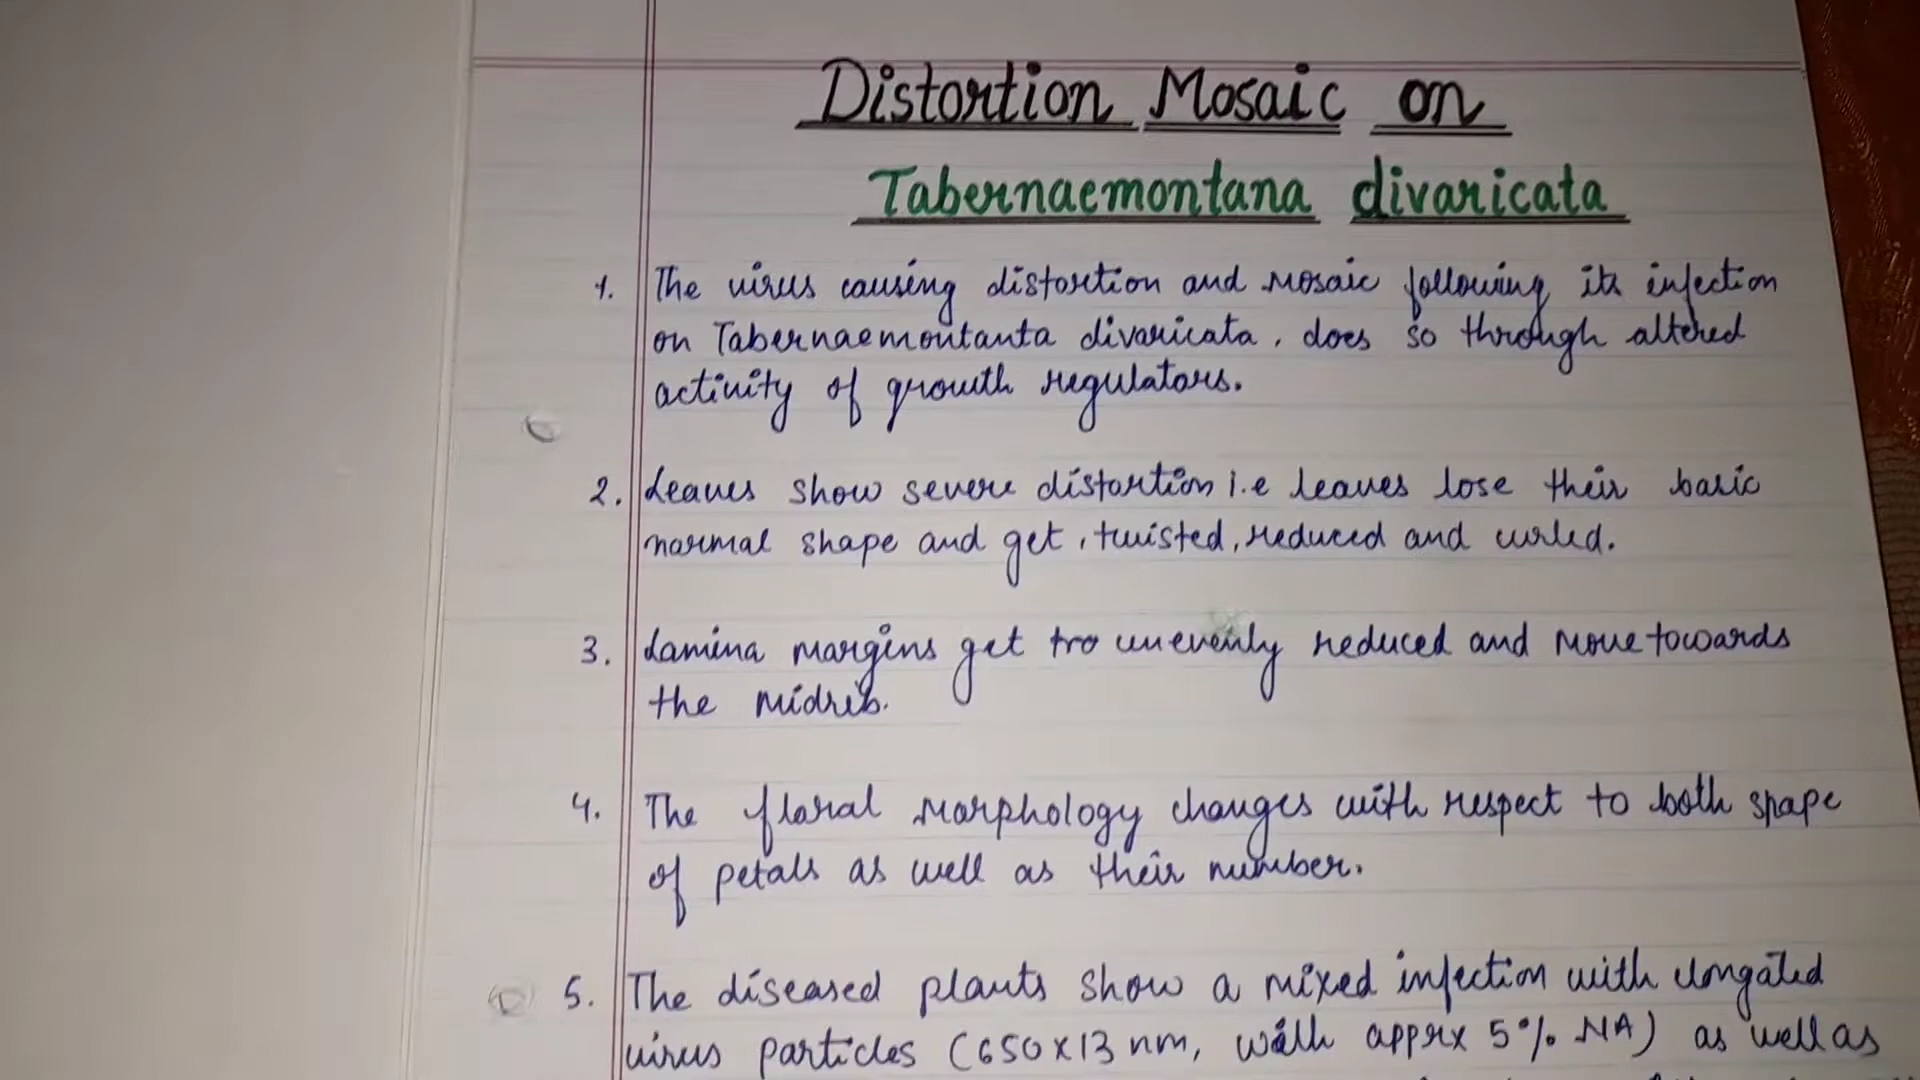 Distortion Mosaic on
Tabernaemontana divaricata
1. The virus causing distortion and Mosaic following its infection
on Tabernaemontanta divaricata, does so through altered
activity of growth regulators.
2. Leaves show severe distortion i.e leaves lose their basic
normal shape and get, twisted, reduced and curled.
3. Lamina margins get tro unevenly reduced and move towards
the midrib.
4. The floral morphology changes with respect to both shape
of petals as well as their number.
5. The diseased plants show a mixed infection with elongated
virus particles (650x13 nm, with apprx 5% NA) as well as